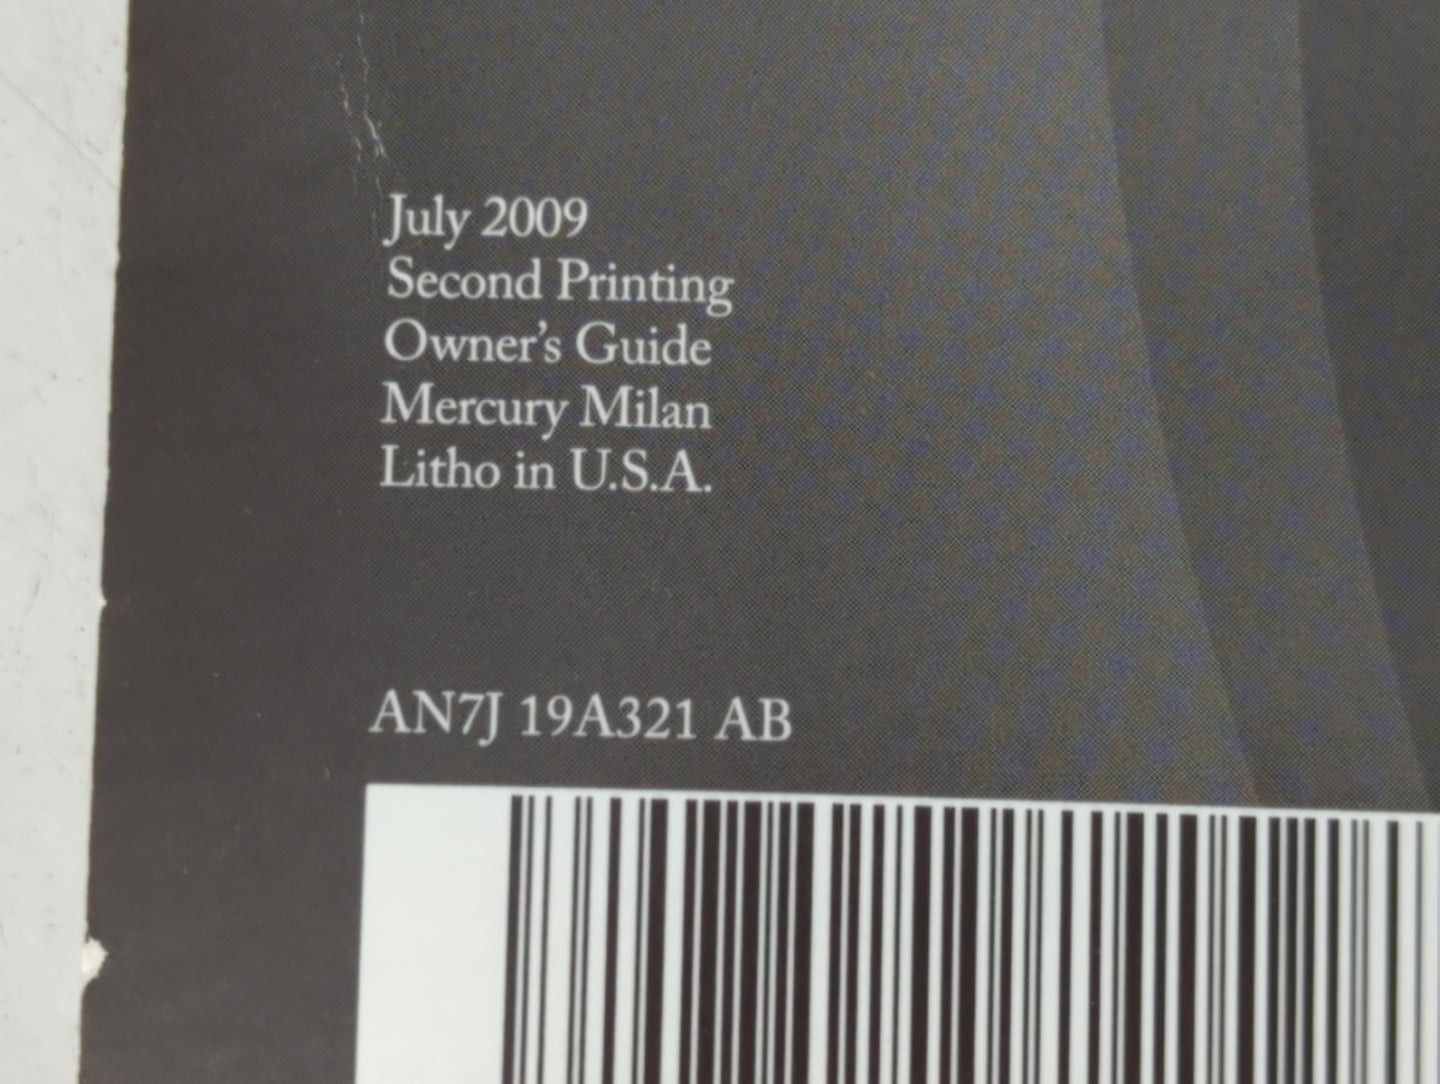 July 2009
Second Printing
Owner's Guide
Mercury Milan
Litho in U.S.A.
AN7J 19A321 AB